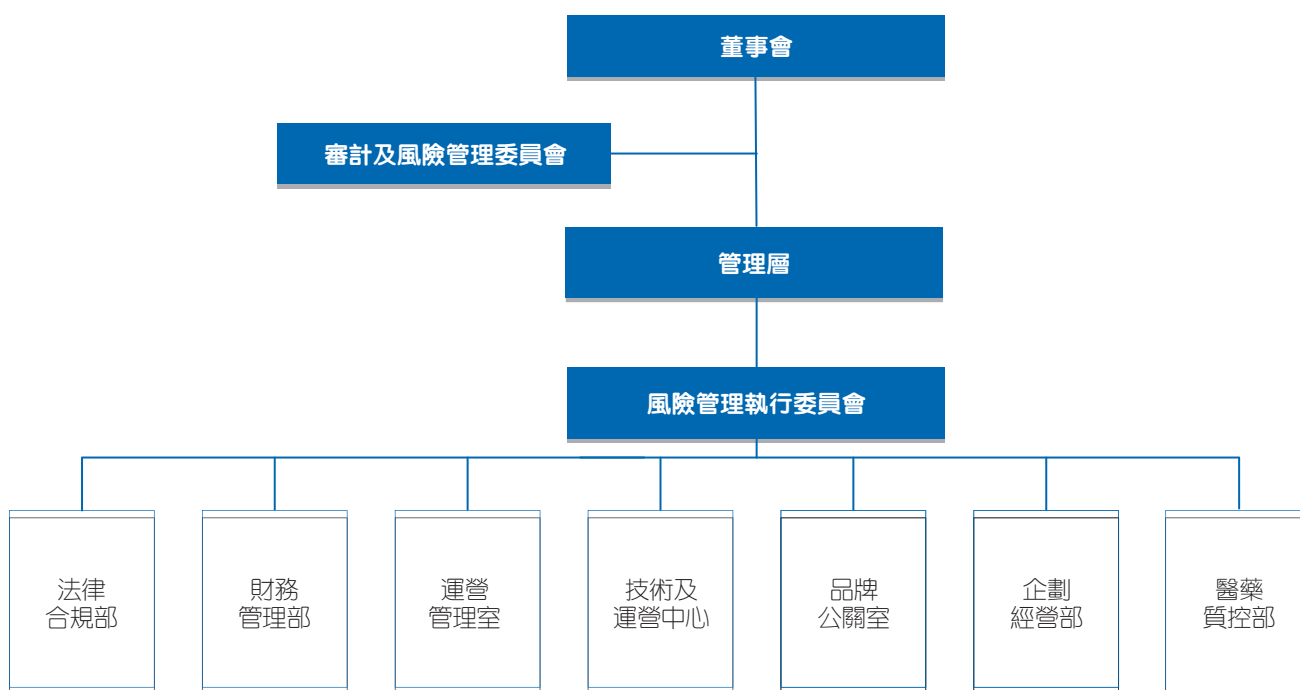 董事會
審計及風險管理委員會
管理層
風險管理執行委員會
法律
合規部
財務
管理部
運營
管理室
技術及
運營中心
品牌
公關室
企劃
經營部
醫藥
質控部